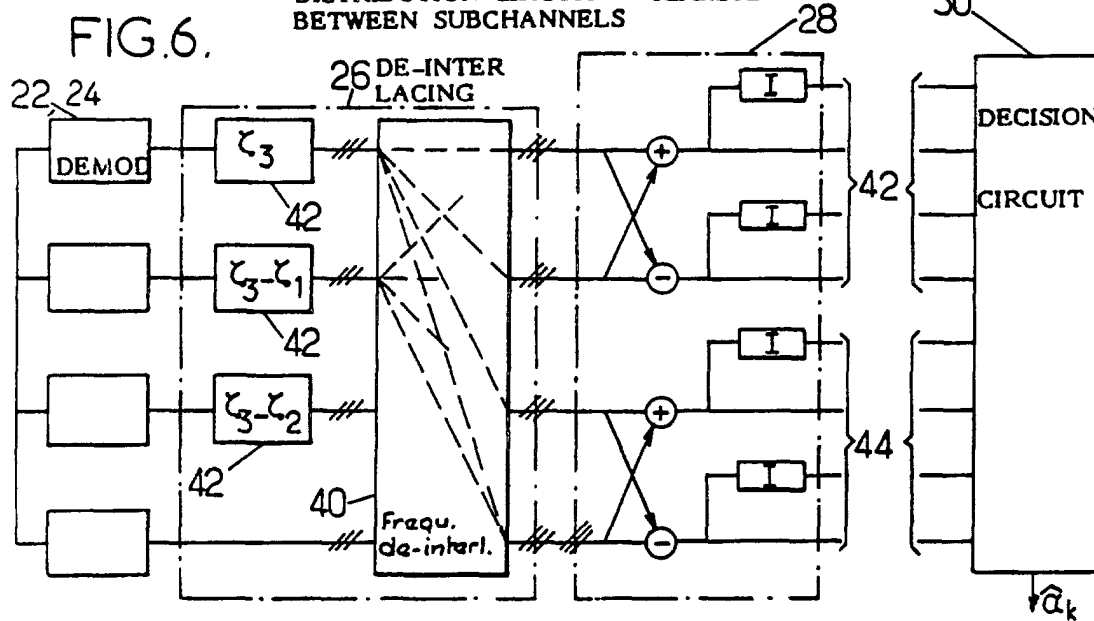 BETWEEN SUBCHANNELS
FIG.6.
28
26 DE-INTER
LACING
22, 24
DEMOD
ζ3
42
ζ3-ζ1
42
ζ3-ζ2
42
40
Frequ.
de-interl.
+
I
I
-
42
+
I
I
-
44
DECISION
CIRCUIT
âk